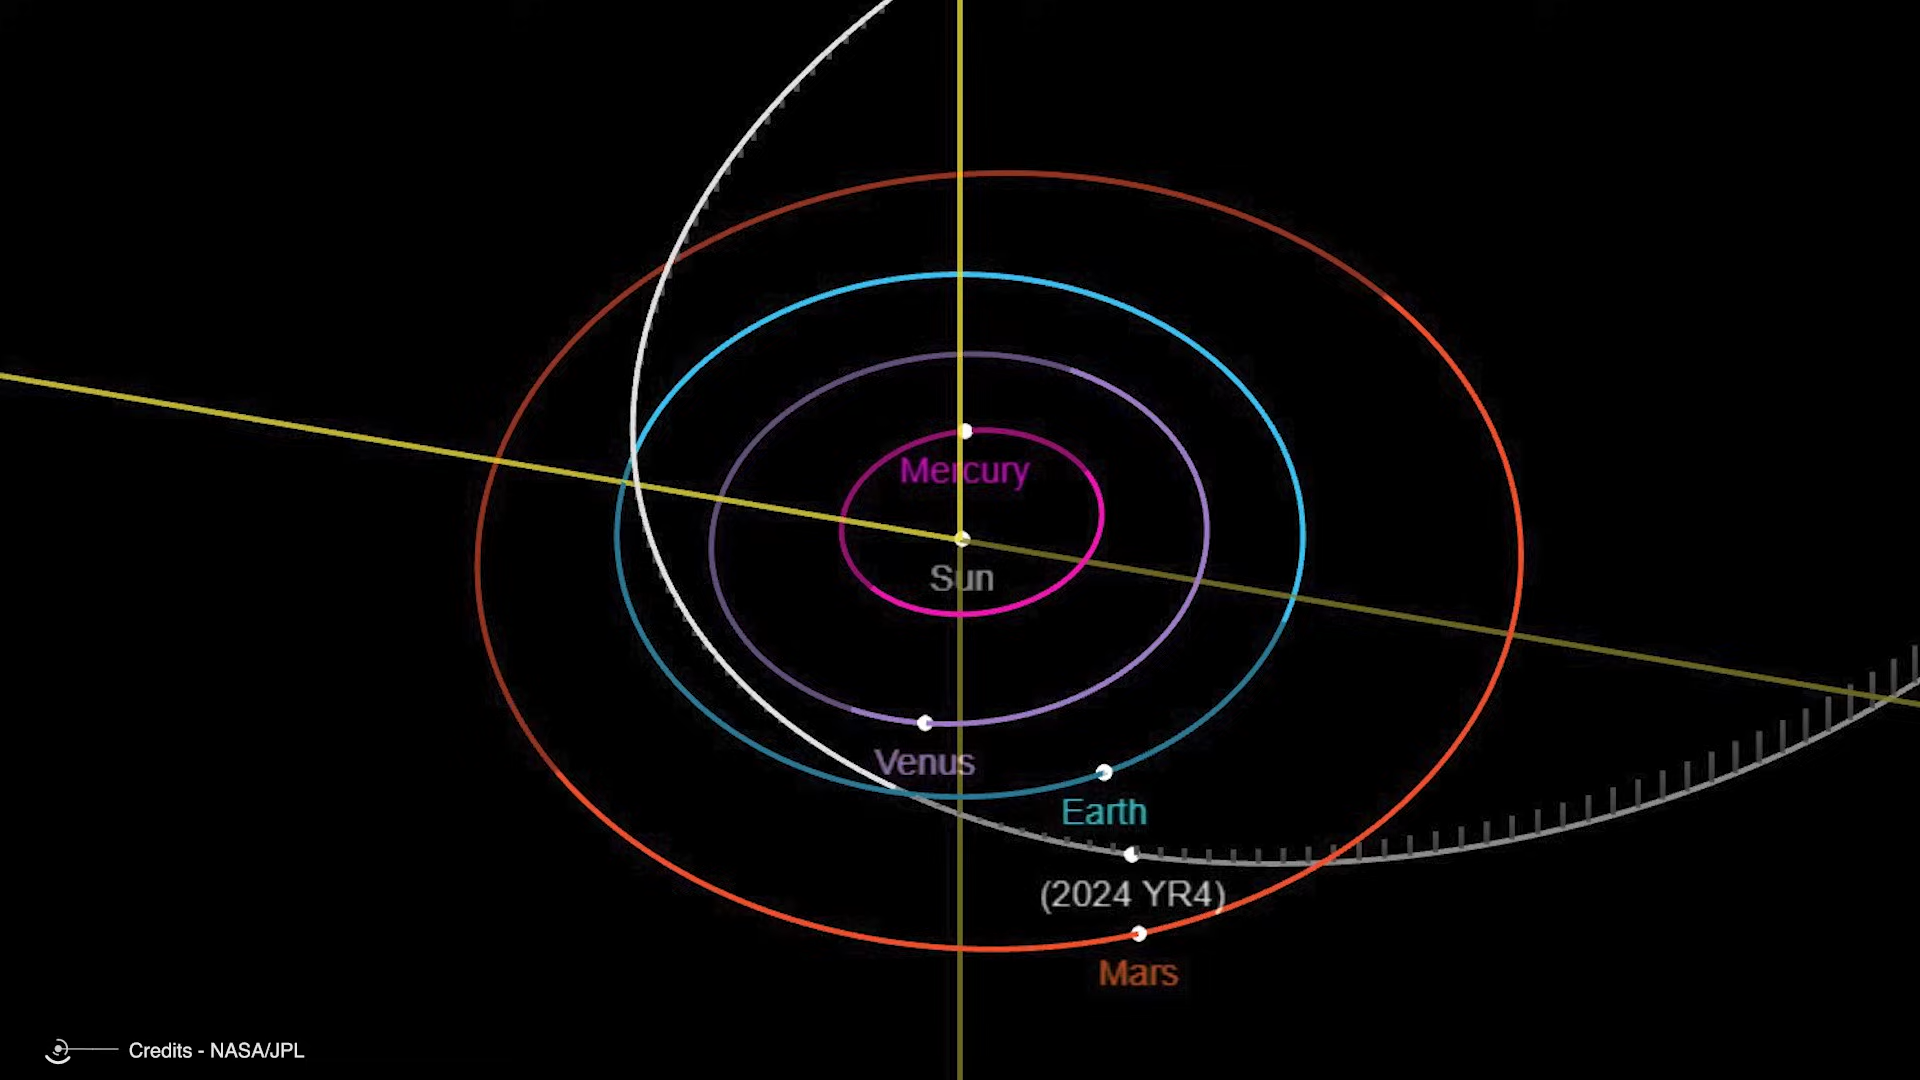 Mercury
Sun
Venus
Earth
(2024 YR4)
Mars
Credits - NASA/JPL